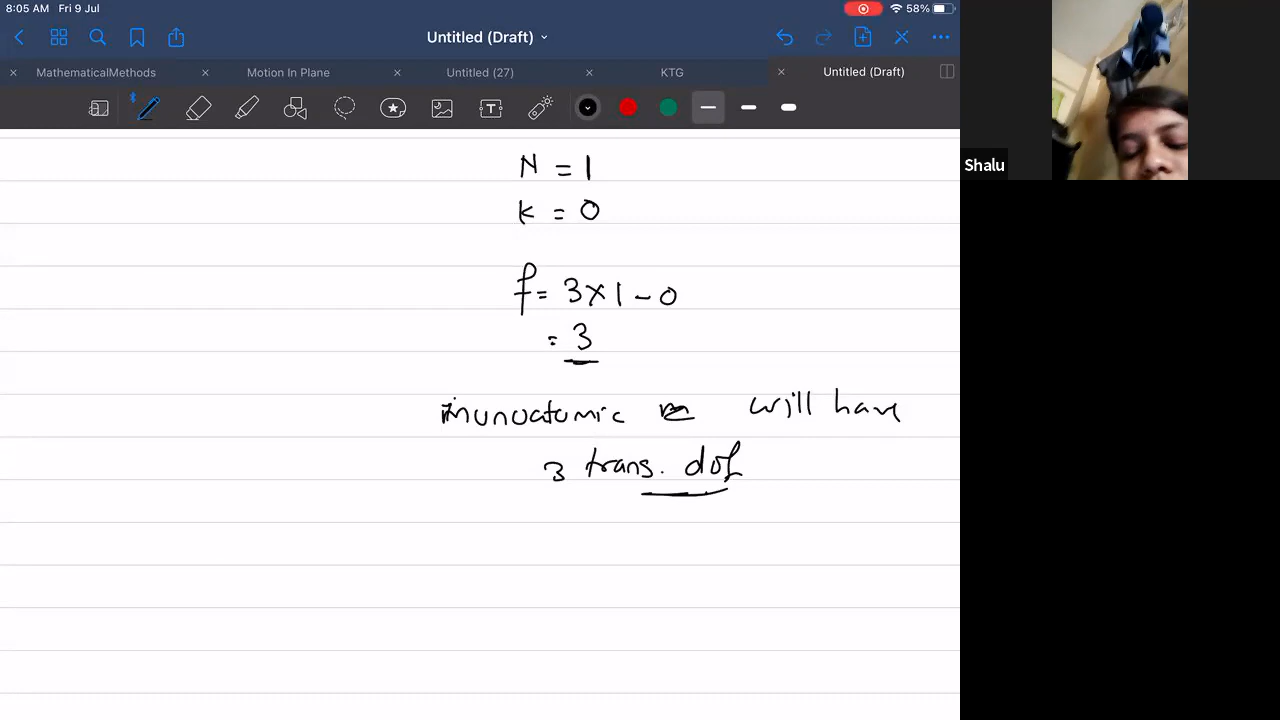 8:05 AM Fri 9 Jul
58%
Untitled (Draft)
MathematicalMethods
Motion In Plane
Untitled (27)
KTG
Untitled (Draft)
T
Shalu
N = 1
K = 0
f = 3 × 1 - 0
= 3
monoatomic will have
3 trans. dof